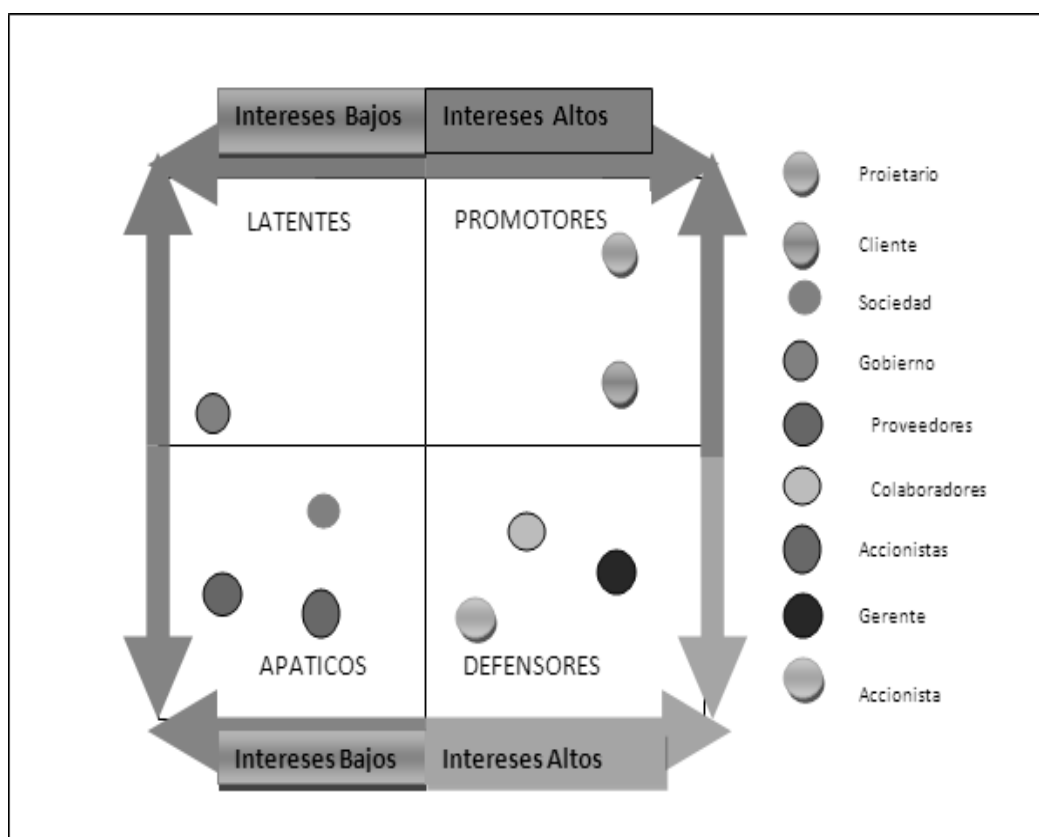 Intereses Bajos
Intereses Altos
LATENTES
PROMOTORES
APATICOS
DEFENSORES
Intereses Bajos
Intereses Altos
Proietario
Cliente
Sociedad
Gobierno
Proveedores
Colaboradores
Accionistas
Gerente
Accionista